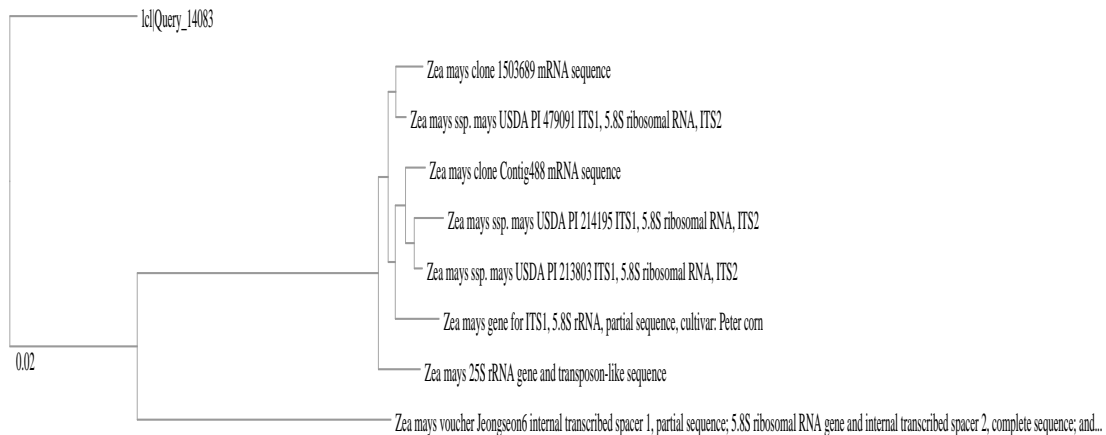 lcl|Query_14083
Zea mays clone 1503689 mRNA sequence
Zea mays ssp. mays USDA PI 479091 ITS1, 5.8S ribosomal RNA, ITS2
Zea mays clone Contig488 mRNA sequence
Zea mays ssp. mays USDA PI 214195 ITS1, 5.8S ribosomal RNA, ITS2
Zea mays ssp. mays USDA PI 213803 ITS1, 5.8S ribosomal RNA, ITS2
Zea mays gene for ITS1, 5.8S rRNA, partial sequence, cultivar: Peter corn
0.02
Zea mays 25S rRNA gene and transposon-like sequence
Zea mays voucher Jeongseon6 internal transcribed spacer 1, partial sequence; 5.8S ribosomal RNA gene and internal transcribed spacer 2, complete sequence; and...